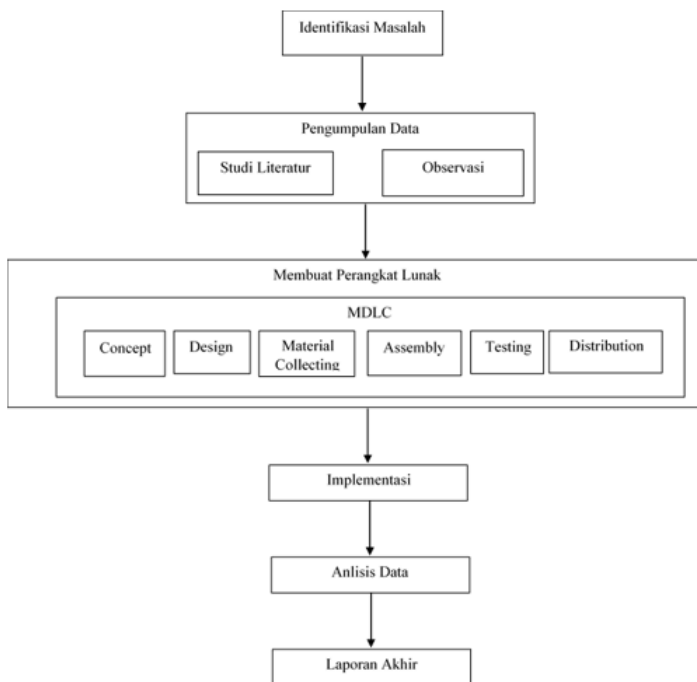 Identifikasi Masalah
Pengumpulan Data
Studi Literatur
Observasi
Membuat Perangkat Lunak
MDLC
Concept
Design
Material
Collecting
Assembly
Testing
Distribution
Implementasi
Anlisis Data
Laporan Akhir